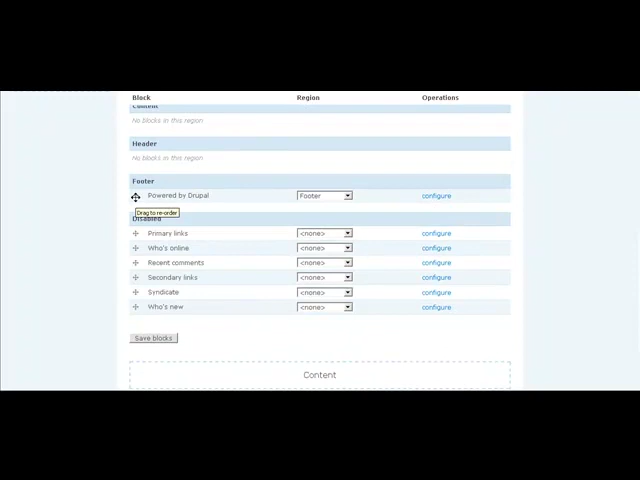 Block Region Operations
Content
No blocks in this region
Header
No blocks in this region
Footer
Powered by Drupal Footer configure
Drag to re-order
Disabled
Primary links <none> configure
Who's online <none> configure
Recent comments <none> configure
Secondary links <none> configure
Syndicate <none> configure
Who's new <none> configure
Save blocks
Content